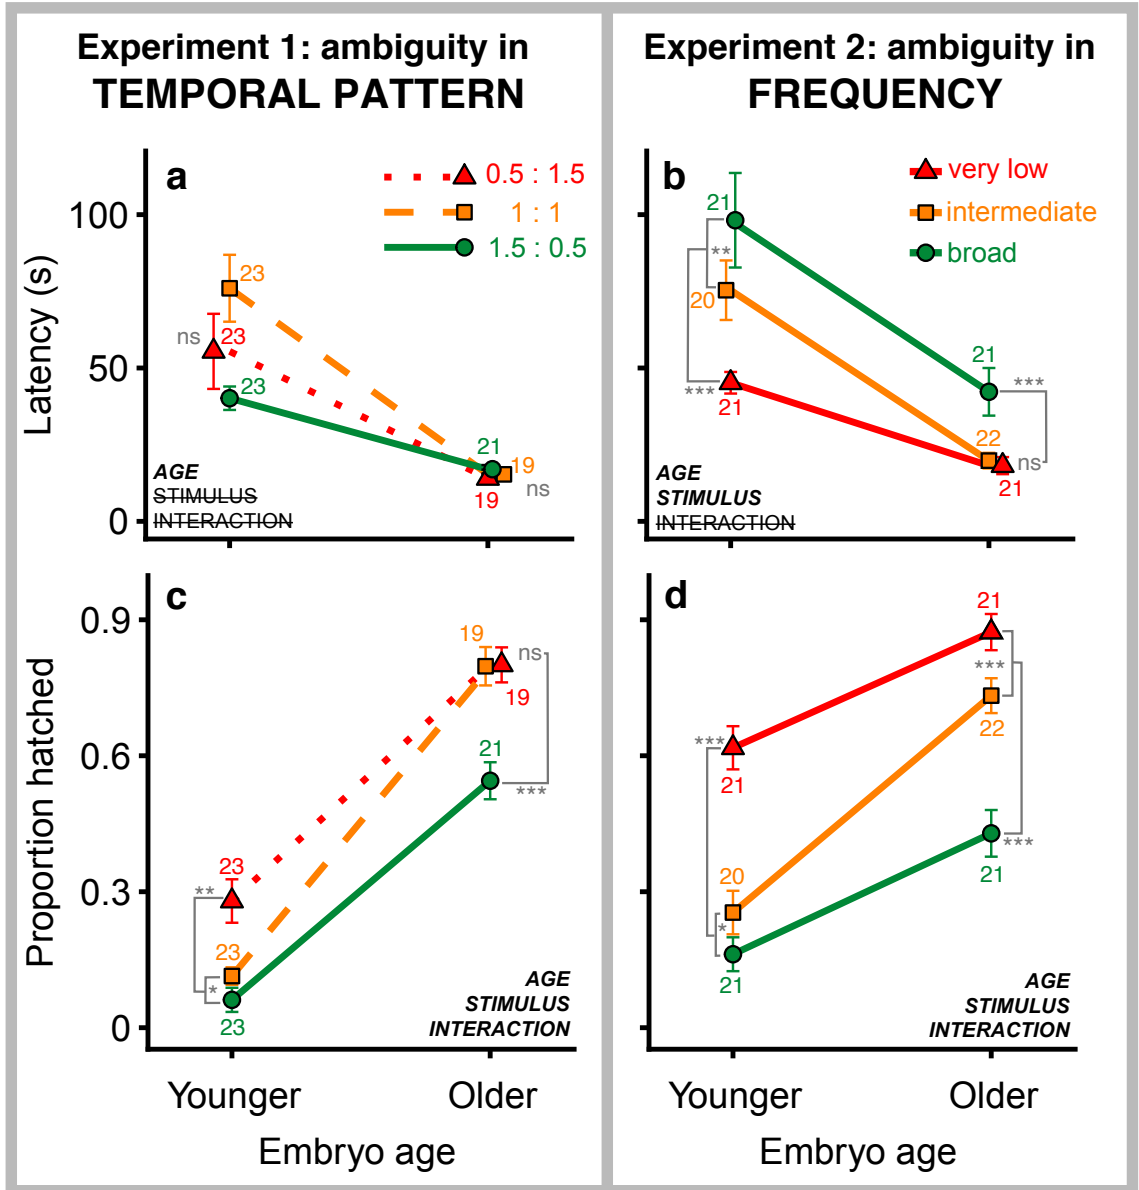 Experiment 1: ambiguity in
TEMPORAL PATTERN
Experiment 2: ambiguity in
FREQUENCY
a
0.5 : 1.5
1 : 1
1.5 : 0.5
Latency (s)
100
50
0
23
ns
23
23
21
19
19
ns
AGE
STIMULUS
INTERACTION
b
very low
intermediate
broad
21
**
20
***
21
21
***
22
ns
21
AGE
STIMULUS
INTERACTION
c
Proportion hatched
0.9
0.6
0.3
0
19
ns
19
21
***
23
**
23
*
23
AGE
STIMULUS
INTERACTION
Younger
Older
Embryo age
d
21
***
***
22
21
***
21
20
*
21
AGE
STIMULUS
INTERACTION
Younger
Older
Embryo age